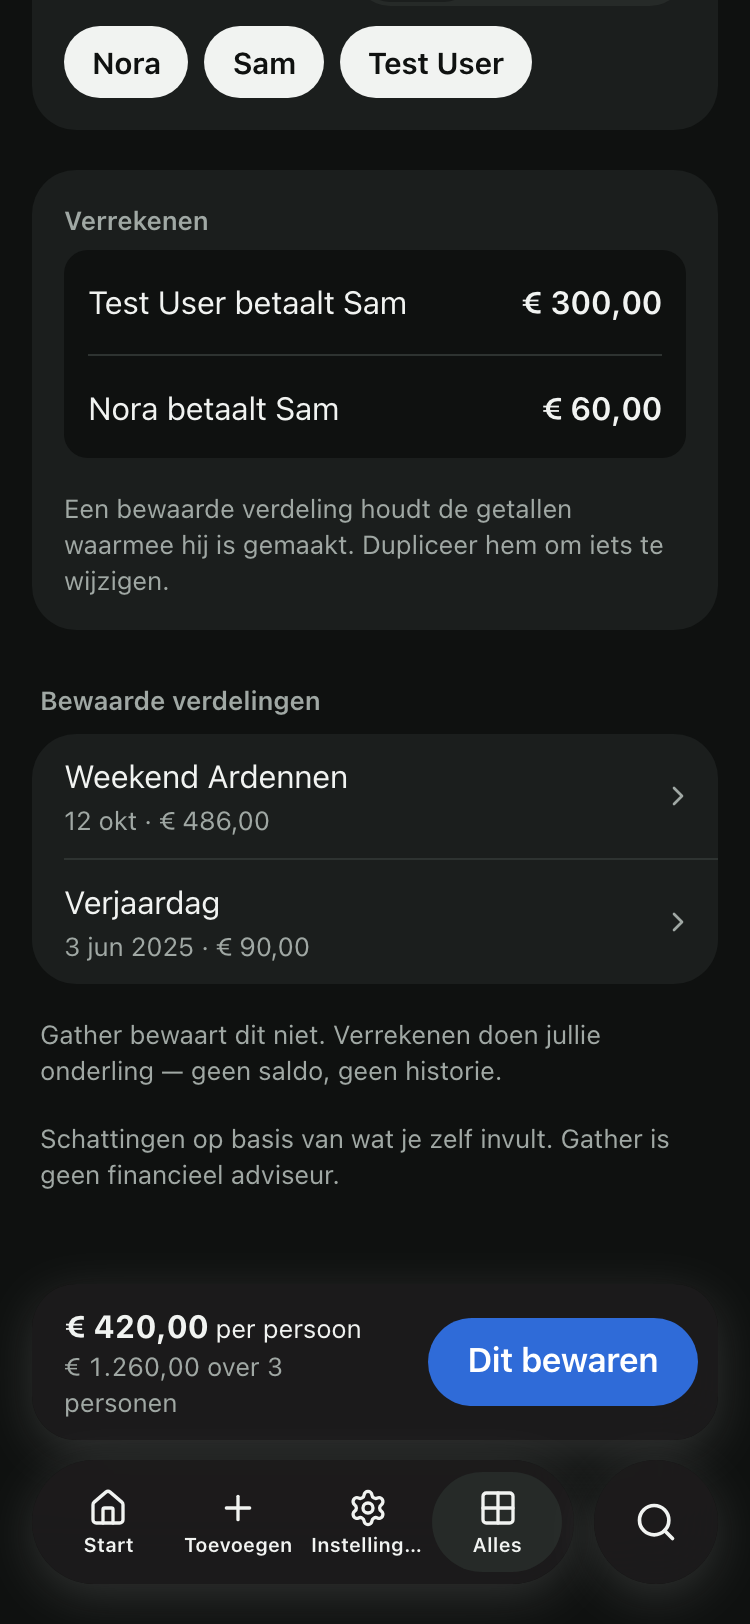 Nora
Sam
Test User
Verrekenen
Test User betaalt Sam
€ 300,00
Nora betaalt Sam
€ 60,00
Een bewaarde verdeling houdt de getallen
waarmee hij is gemaakt. Dupliceer hem om iets te
wijzigen.
Bewaarde verdelingen
Weekend Ardennen
12 okt · € 486,00
Verjaardag
3 jun 2025 · € 90,00
Gather bewaart dit niet. Verrekenen doen jullie
onderling — geen saldo, geen historie.
Schattingen op basis van wat je zelf invult. Gather is
geen financieel adviseur.
€ 420,00 per persoon
€ 1.260,00 over 3
personen
Dit bewaren
Start
Toevoegen
Instelling...
Alles